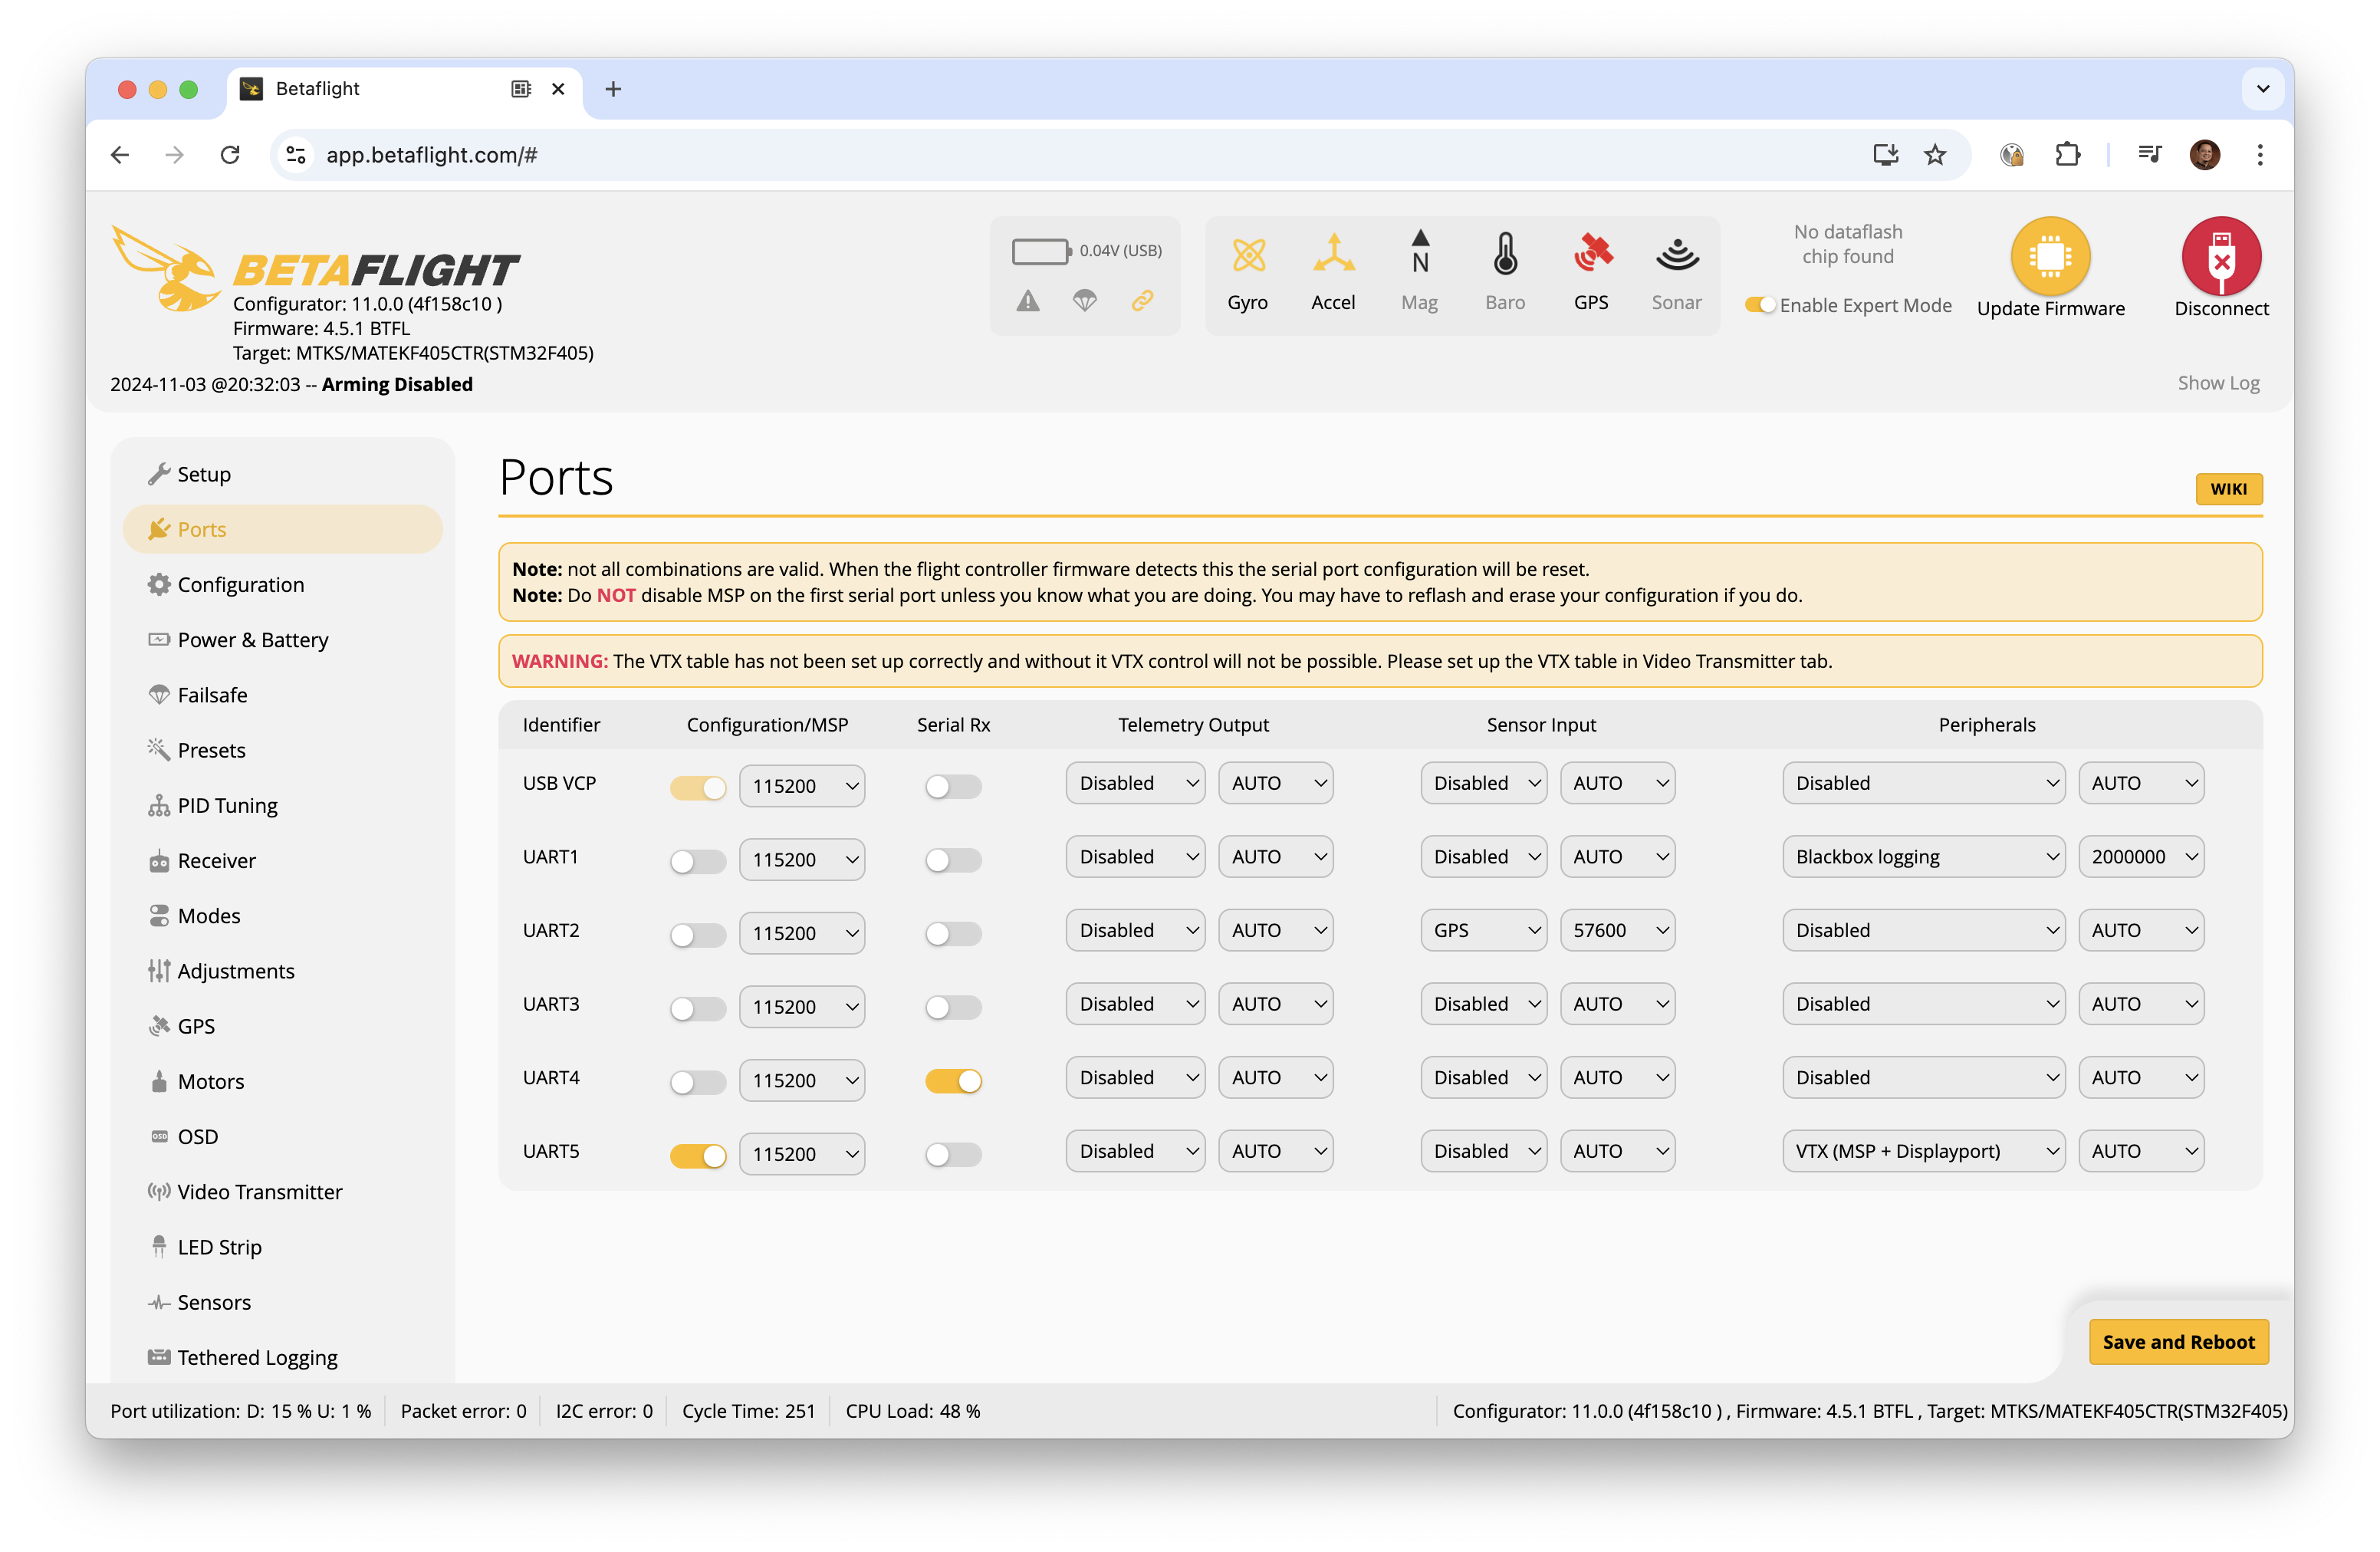 Betaflight
app.betaflight.com/#
BETAFLIGHT
Configurator: 11.0.0 (4f158c10 )
Firmware: 4.5.1 BTFL
Target: MTKS/MATEKF405CTR(STM32F405)
2024-11-03 @20:32:03 -- Arming Disabled
0.04V (USB)
N
Gyro Accel Mag Baro GPS Sonar
No dataflash
chip found
Enable Expert Mode
Update Firmware
Disconnect
Show Log
Setup
Ports
Configuration
Power & Battery
Failsafe
Presets
PID Tuning
Receiver
Modes
Adjustments
GPS
Motors
OSD OSD
Video Transmitter
LED Strip
Sensors
Tethered Logging
Ports
WIKI
Note: not all combinations are valid. When the flight controller firmware detects this the serial port configuration will be reset.
Note: Do NOT disable MSP on the first serial port unless you know what you are doing. You may have to reflash and erase your configuration if you do.
WARNING: The VTX table has not been set up correctly and without it VTX control will not be possible. Please set up the VTX table in Video Transmitter tab.
Identifier Configuration/MSP Serial Rx Telemetry Output Sensor Input Peripherals
USB VCP 115200 Disabled AUTO Disabled AUTO Disabled AUTO
UART1 115200 Disabled AUTO Disabled AUTO Blackbox logging 2000000
UART2 115200 Disabled AUTO GPS 57600 Disabled AUTO
UART3 115200 Disabled AUTO Disabled AUTO Disabled AUTO
UART4 115200 Disabled AUTO Disabled AUTO Disabled AUTO
UART5 115200 Disabled AUTO Disabled AUTO VTX (MSP + Displayport) AUTO
Save and Reboot
Port utilization: D: 15 % U: 1 % Packet error: 0 I2C error: 0 Cycle Time: 251 CPU Load: 48 % Configurator: 11.0.0 (4f158c10 ) , Firmware: 4.5.1 BTFL , Target: MTKS/MATEKF405CTR(STM32F405)